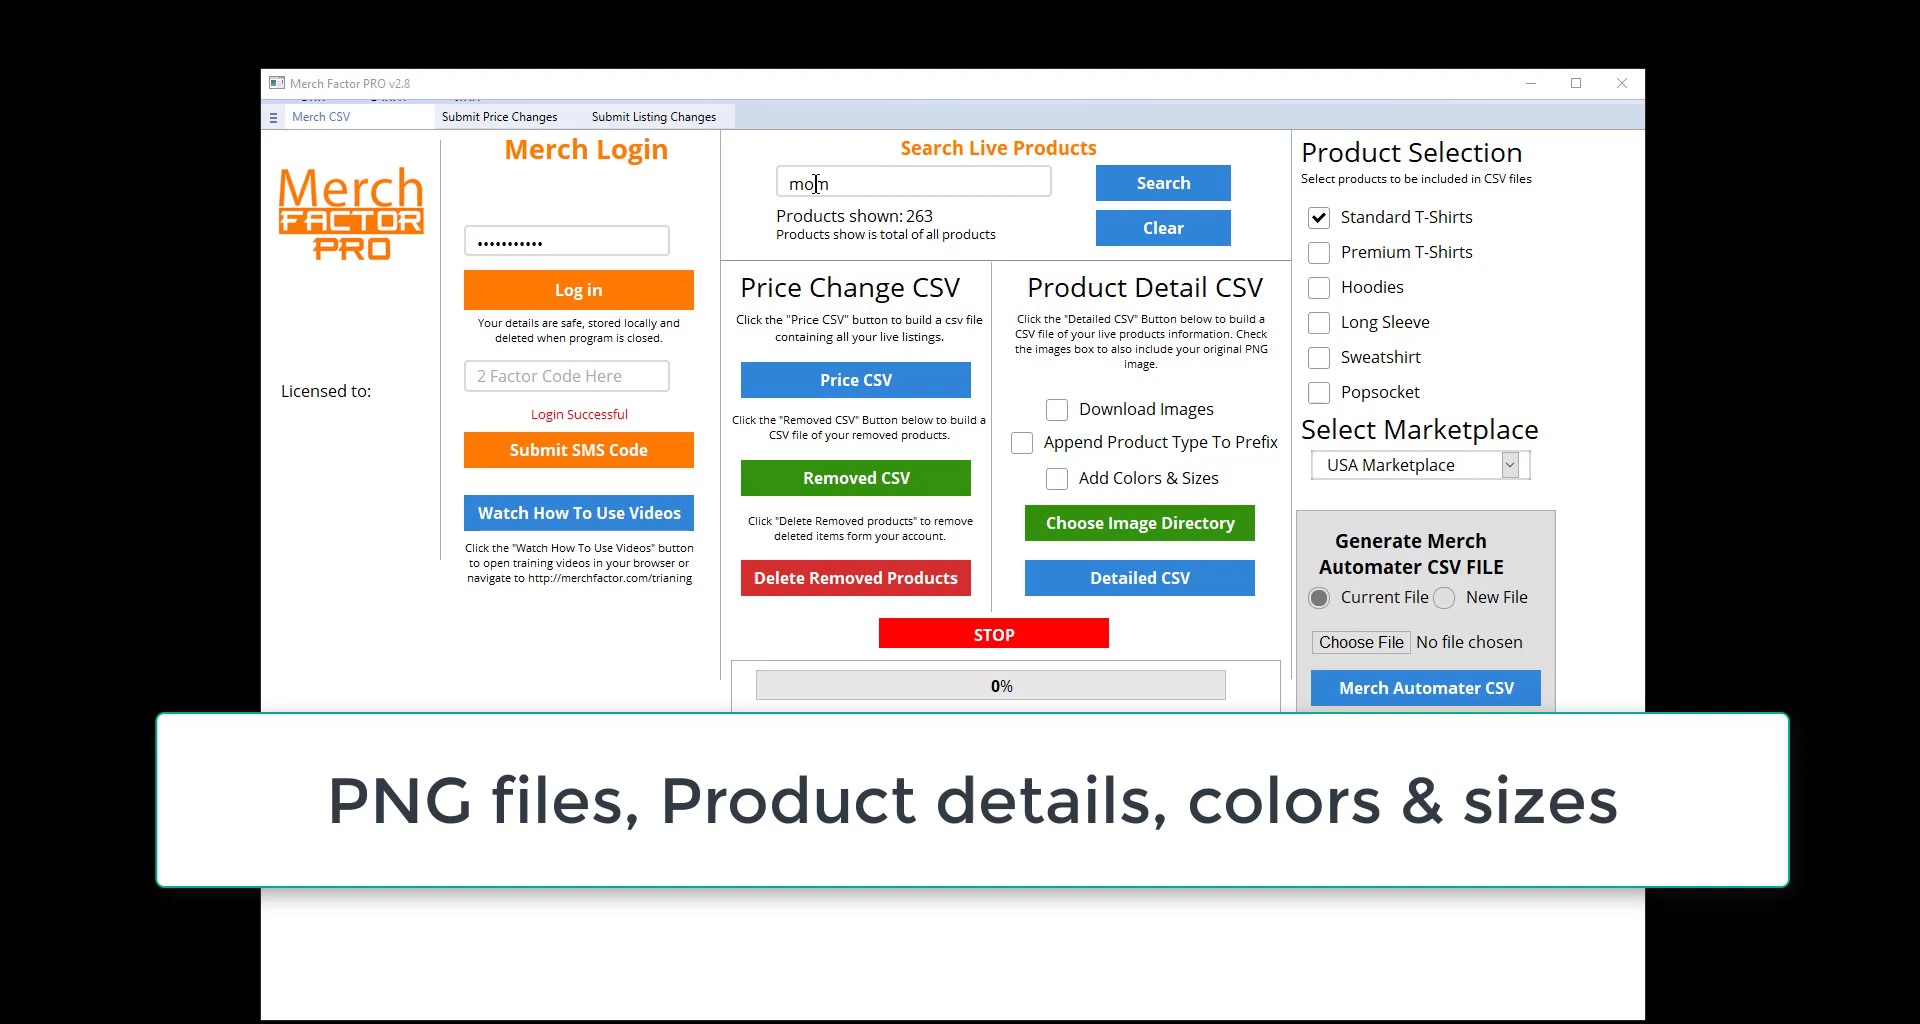 Merch Factor PRO v2.8
Merch CSV
Submit Price Changes
Submit Listing Changes
Merch
FACTOR
PRO
Licensed to:
Merch Login
•••••••••••
Log in
Your details are safe, stored locally and
deleted when program is closed.
2 Factor Code Here
Login Successful
Submit SMS Code
Watch How To Use Videos
Click the "Watch How To Use Videos" button
to open training videos in your browser or
navigate to http://merchfactor.com/trianing
Search Live Products
mom
Search
Products shown: 263
Products show is total of all products
Clear
Price Change CSV
Click the "Price CSV" button to build a csv file
containing all your live listings.
Price CSV
Click the "Removed CSV" Button below to build a
CSV file of your removed products.
Removed CSV
Click "Delete Removed products" to remove
deleted items form your account.
Delete Removed Products
Product Detail CSV
Click the "Detailed CSV" Button below to build a
CSV file of your live products information. Check
the images box to also include your original PNG
image.
Download Images
Append Product Type To Prefix
Add Colors & Sizes
Choose Image Directory
Detailed CSV
STOP
0%
Product Selection
Select products to be included in CSV files
Standard T-Shirts
Premium T-Shirts
Hoodies
Long Sleeve
Sweatshirt
Popsocket
Select Marketplace
USA Marketplace
Generate Merch
Automater CSV FILE
Current File
New File
Choose File No file chosen
Merch Automater CSV
PNG files, Product details, colors & sizes